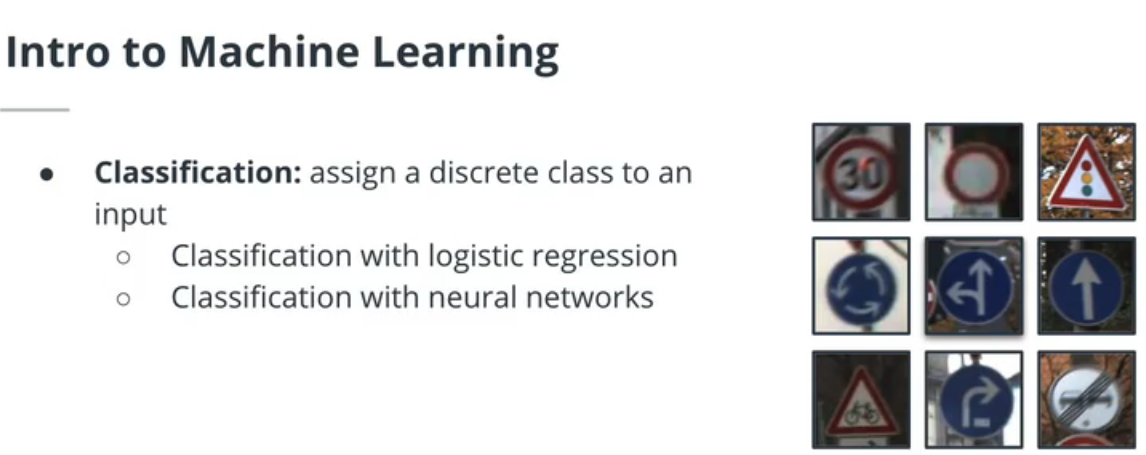 Intro to Machine Learning
● Classification: assign a discrete class to an
input
○ Classification with logistic regression
○ Classification with neural networks
30